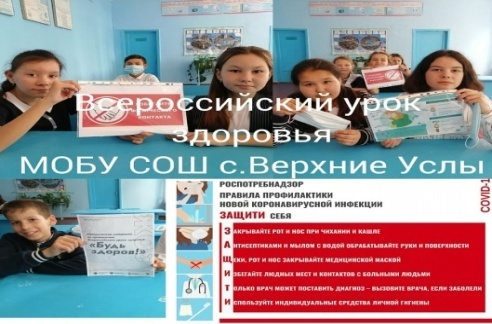 контакта
Всероссийский урок
здоровья
МОБУ СОШ с.Верхние Услы
«Будь
здоров!»
РОСПОТРЕБНАДЗОР
ПРАВИЛА ПРОФИЛАКТИКИ
НОВОЙ КОРОНАВИРУСНОЙ ИНФЕКЦИИ
ЗАЩИТИ СЕБЯ
ЗАКРЫВАЙТЕ РОТ И НОС ПРИ ЧИХАНИИ И КАШЛЕ
АНТИСЕПТИКАМИ И МЫЛОМ С ВОДОЙ ОБРАБАТЫВАЙТЕ РУКИ И ПОВЕРХНОСТИ
ЩЕКИ, РОТ И НОС ЗАКРЫВАЙТЕ МЕДИЦИНСКОЙ МАСКОЙ
ИЗБЕГАЙТЕ ЛЮДНЫХ МЕСТ И КОНТАКТОВ С БОЛЬНЫМИ ЛЮДЬМИ
ТОЛЬКО ВРАЧ МОЖЕТ ПОСТАВИТЬ ДИАГНОЗ – ВЫЗОВИТЕ ВРАЧА, ЕСЛИ ЗАБОЛЕЛИ
ИСПОЛЬЗУЙТЕ ИНДИВИДУАЛЬНЫЕ СРЕДСТВА ЛИЧНОЙ ГИГИЕНЫ
COVID-1